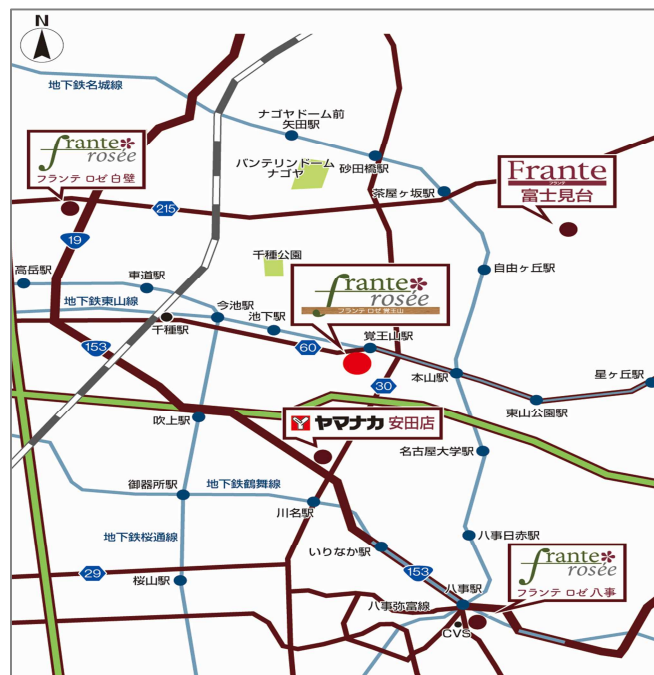 N
地下鉄名城線
ナゴヤドーム前
矢田駅
frante
rosée
フランテ ロゼ 白壁
バンテリンドーム
ナゴヤ
砂田橋駅
Frante
フランテ
富士見台
茶屋ヶ坂駅
215
19
千種公園
高岳駅
車道駅
自由ヶ丘駅
frante
rosée
フランテ ロゼ 覚王山
地下鉄東山線
今池駅
池下駅
千種駅
覚王山駅
60
153
本山駅
星ヶ丘駅
30
東山公園駅
吹上駅
ヤマナカ 安田店
名古屋大学駅
御器所駅
地下鉄鶴舞線
川名駅
地下鉄桜通線
八事日赤駅
いりなか駅
frante
rosée
フランテ ロゼ 八事
29
桜山駅
153
八事駅
八事弥富線
CVS